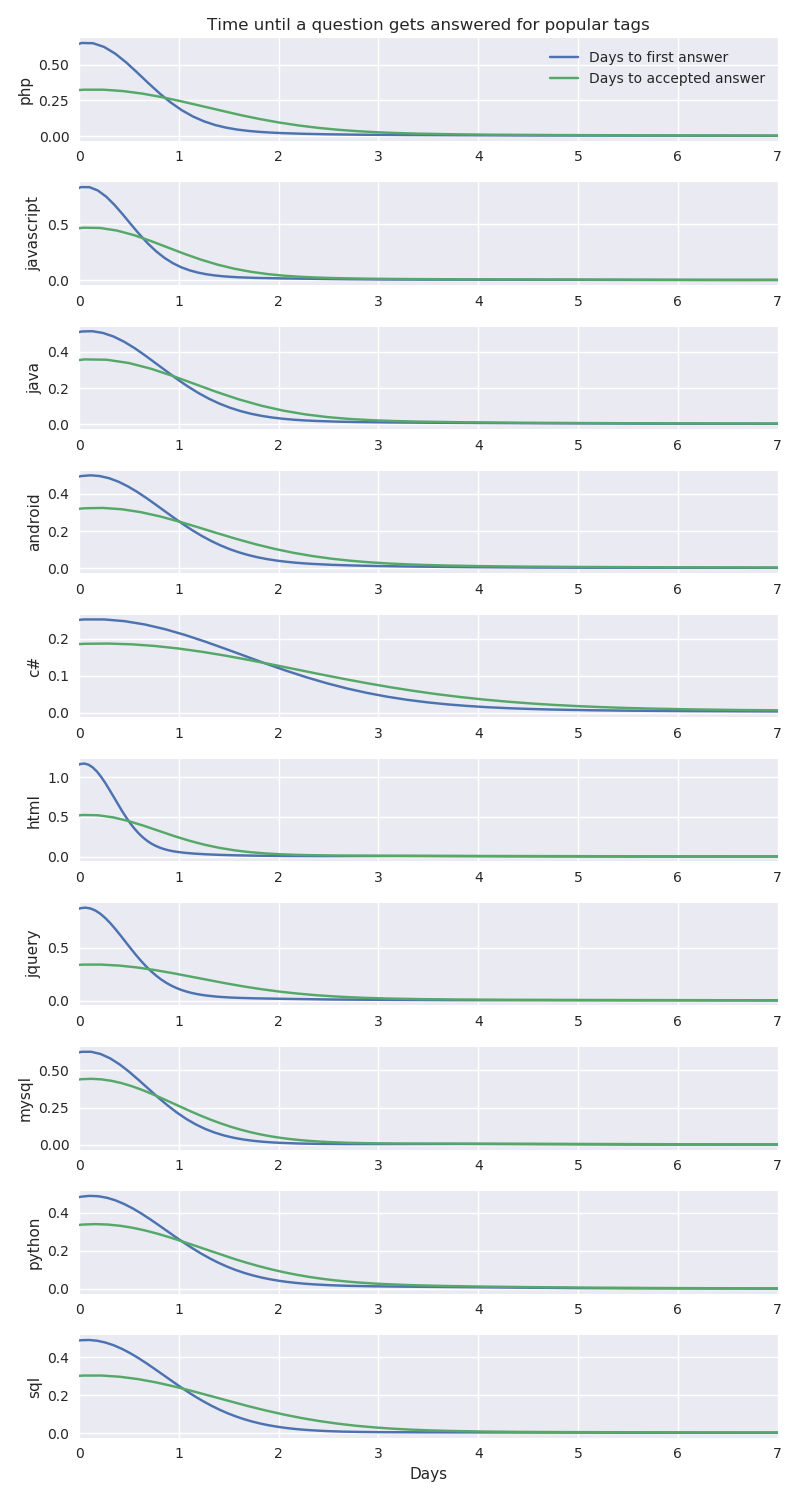 Time until a question gets answered for popular tags
php
0.50
0.25
0.00
Days to first answer
Days to accepted answer
0 1 2 3 4 5 6 7
javascript
0.5
0.0
0 1 2 3 4 5 6 7
java
0.4
0.2
0.0
0 1 2 3 4 5 6 7
android
0.4
0.2
0.0
0 1 2 3 4 5 6 7
c#
0.2
0.1
0.0
0 1 2 3 4 5 6 7
html
1.0
0.5
0.0
0 1 2 3 4 5 6 7
jquery
0.5
0.0
0 1 2 3 4 5 6 7
mysql
0.50
0.25
0.00
0 1 2 3 4 5 6 7
python
0.4
0.2
0.0
0 1 2 3 4 5 6 7
sql
0.4
0.2
0.0
0 1 2 3 4 5 6 7
Days